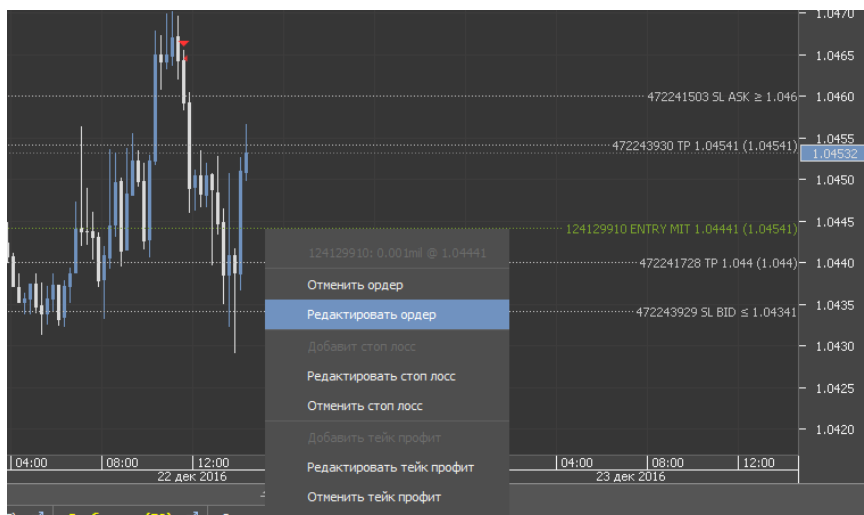 1.0470
1.0465
472241503 SL ASK ≥ 1.046
1.0460
1.0455
472243930 TP 1.04541 (1.04541)
1.04532
1.0450
1.0445
124129910 ENTRY MIT 1.04441 (1.04541)
124129910; 0.001mil @ 1.04441
472241728 TP 1.044 (1.044)
1.0440
Отменить ордер
1.0435
Редактировать ордер
472243929 SL BID ≤ 1.04341
Добавит стоп лосс
1.0430
Редактировать стоп лосс
1.0425
Отменить стоп лосс
1.0420
Добавить тейк профит
04:00 08:00 12:00 04:00 08:00 12:00
Редактировать тейк профит
22 дек 2016 23 дек 2016
Отменить тейк профит